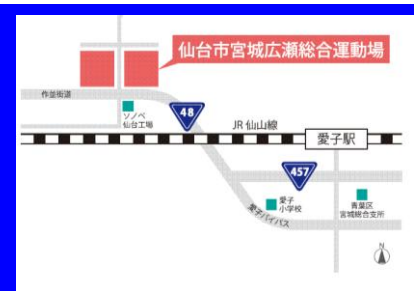 仙台市宮城広瀬総合運動場
作並街道
ソノベ
仙台工場
48
JR 仙山線
愛子駅
457
愛子
小学校
青葉区
宮城総合支所
愛子バイパス
N